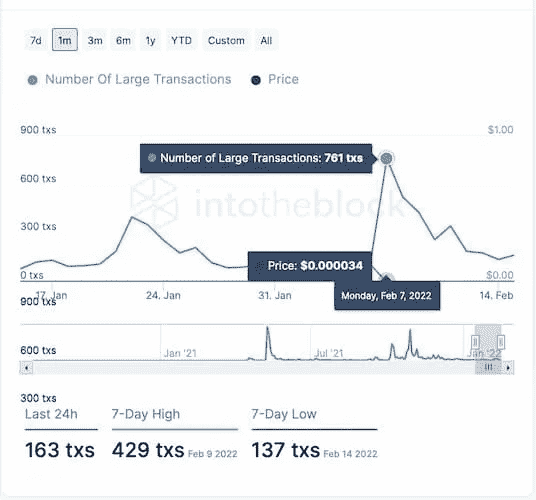 7d 1m 3m 6m 1y YTD Custom All
Number Of Large Transactions Price
900 txs $1.00
Number of Large Transactions: 761 txs
600 txs
intotheblock
300 txs
Price: $0.000034
0 txs $0.00
17. Jan 24. Jan 31. Jan Monday, Feb 7, 2022 14. Feb
900 txs
600 txs Jan '21 Jul '21 Jan '22
300 txs
Last 24h 7-Day High 7-Day Low
163 txs 429 txs Feb 9 2022 137 txs Feb 14 2022